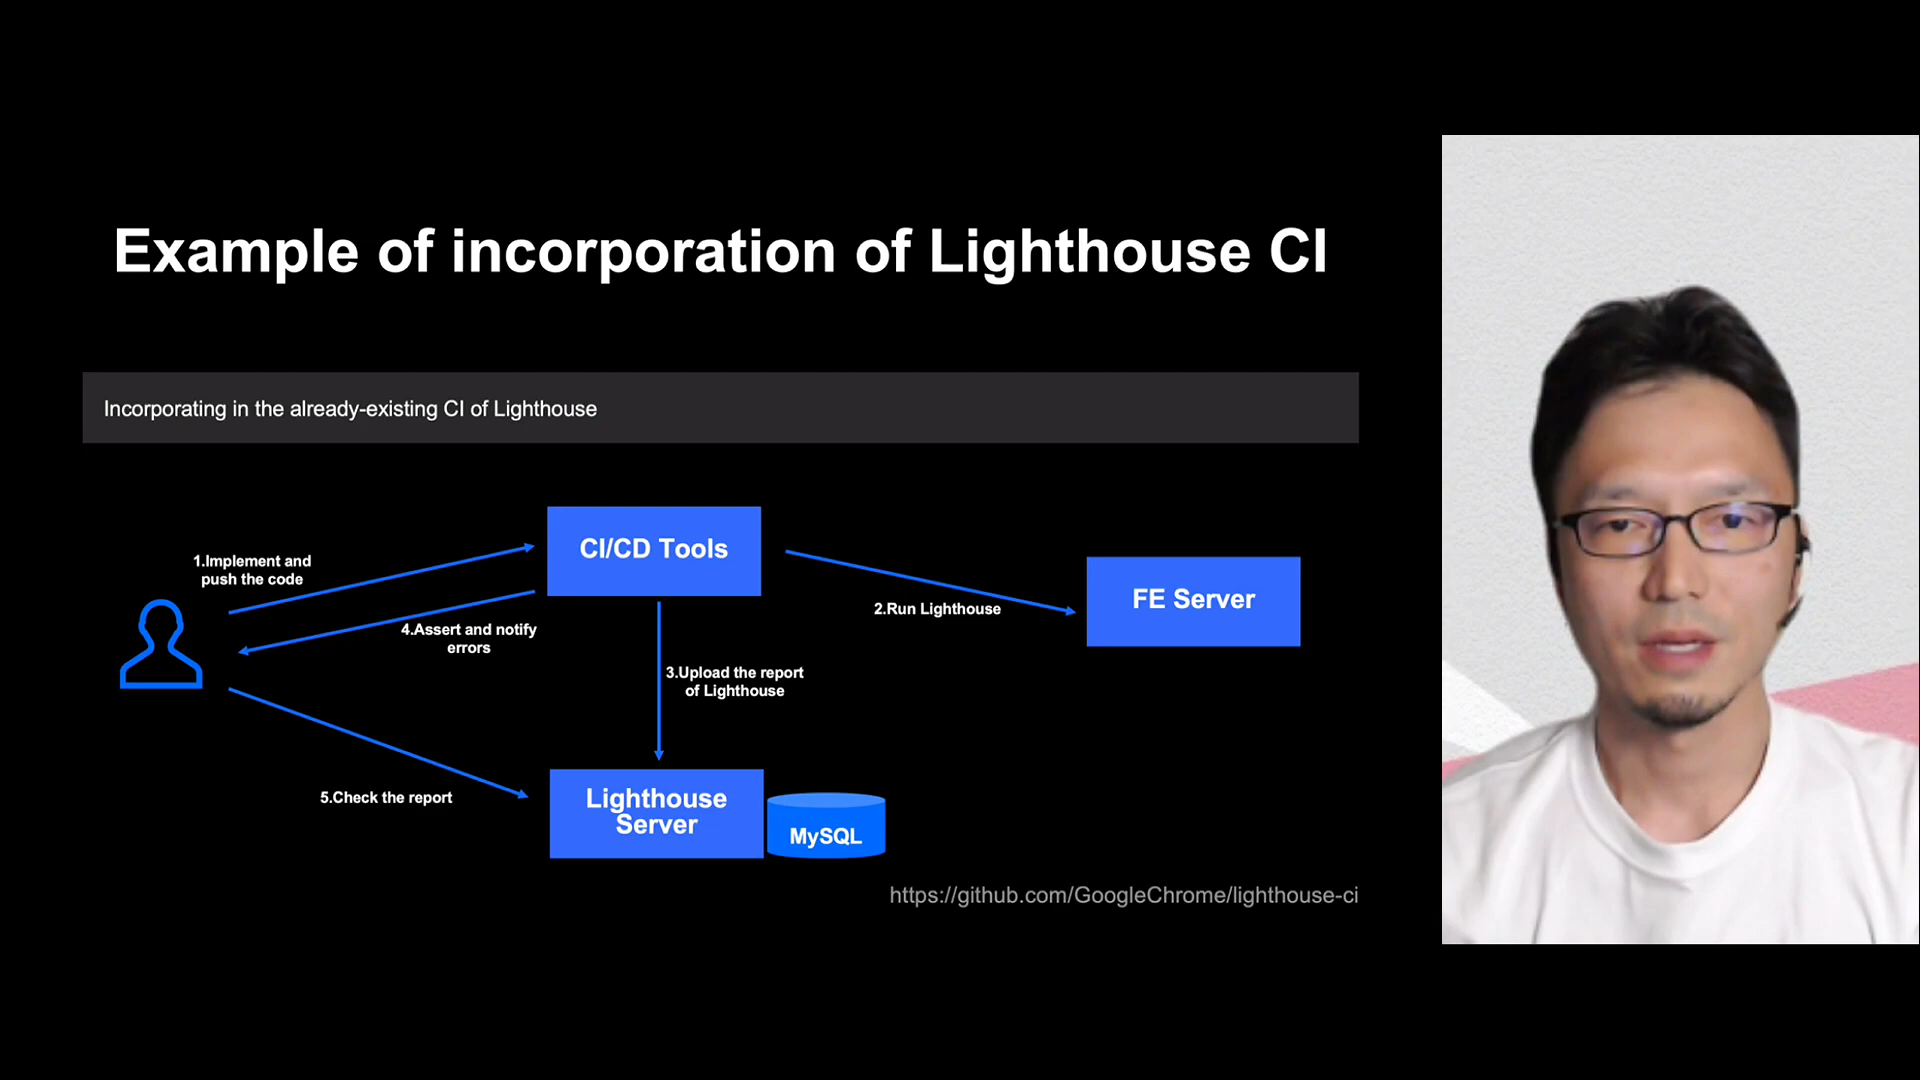 Example of incorporation of Lighthouse CI
Incorporating in the already-existing CI of Lighthouse
1.Implement and
push the code
CI/CD Tools
4.Assert and notify
errors
2.Run Lighthouse
FE Server
3.Upload the report
of Lighthouse
5.Check the report
Lighthouse
Server
MySQL
https://github.com/GoogleChrome/lighthouse-ci